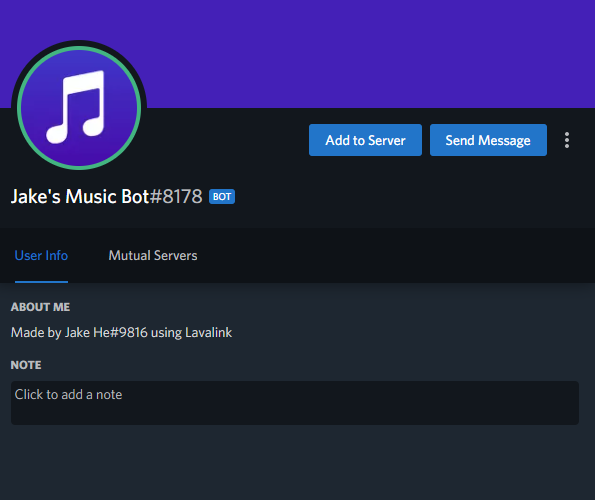 Add to Server
Send Message
Jake's Music Bot#8178 BOT
User Info
Mutual Servers
ABOUT ME
Made by Jake He#9816 using Lavalink
NOTE
Click to add a note